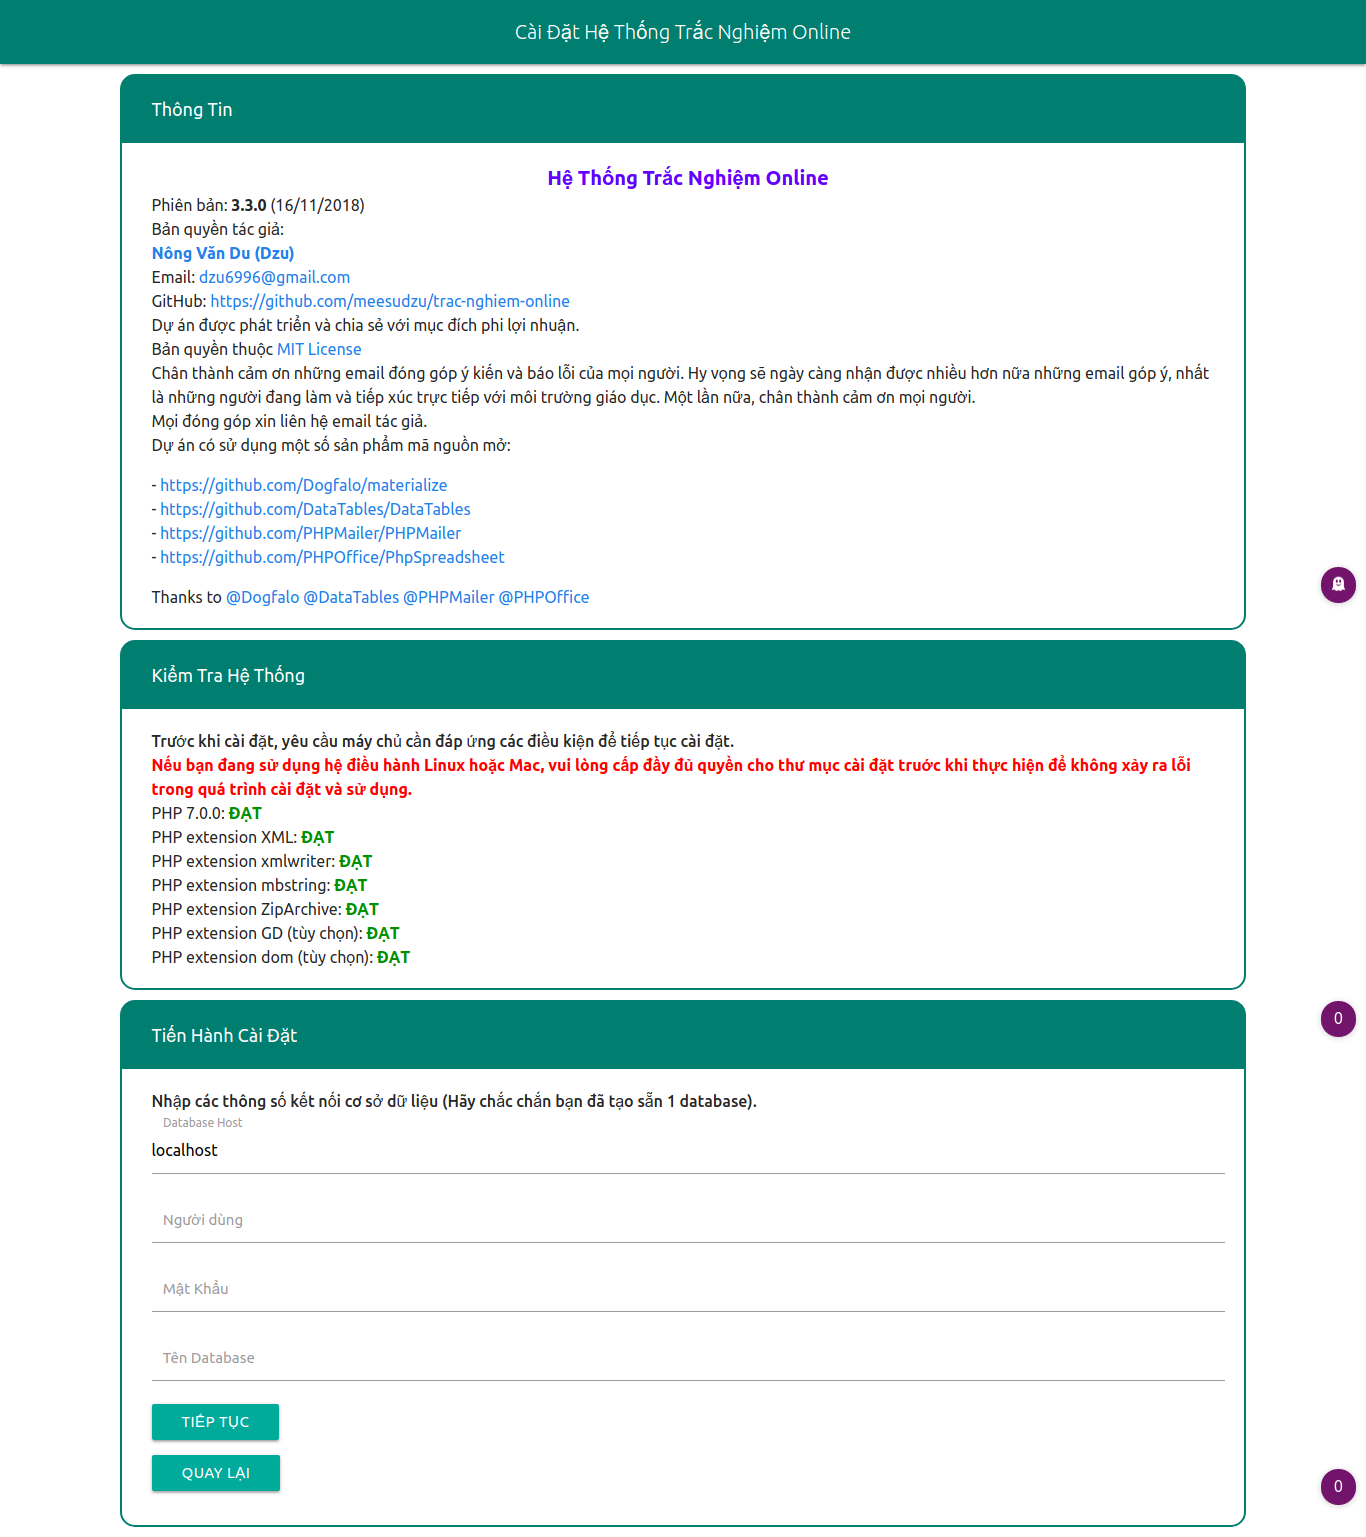 Cài Đặt Hệ Thống Trắc Nghiệm Online
Thông Tin
Hệ Thống Trắc Nghiệm Online
Phiên bản: 3.3.0 (16/11/2018)
Bản quyền tác giả:
Nông Văn Du (Dzu)
Email: dzu6996@gmail.com
GitHub: https://github.com/meesudzu/trac-nghiem-online
Dự án được phát triển và chia sẻ với mục đích phi lợi nhuận.
Bản quyền thuộc MIT License
Chân thành cảm ơn những email đóng góp ý kiến và báo lỗi của mọi người. Hy vọng sẽ ngày càng nhận được nhiều hơn nữa những email góp ý, nhất
là những người đang làm và tiếp xúc trực tiếp với môi trường giáo dục. Một lần nữa, chân thành cảm ơn mọi người.
Mọi đóng góp xin liên hệ email tác giả.
Dự án có sử dụng một số sản phẩm mã nguồn mở:
- https://github.com/Dogfalo/materialize
- https://github.com/DataTables/DataTables
- https://github.com/PHPMailer/PHPMailer
- https://github.com/PHPOffice/PhpSpreadsheet
Thanks to @Dogfalo @DataTables @PHPMailer @PHPOffice
Kiểm Tra Hệ Thống
Trước khi cài đặt, yêu cầu máy chủ cần đáp ứng các điều kiện để tiếp tục cài đặt.
Nếu bạn đang sử dụng hệ điều hành Linux hoặc Mac, vui lòng cấp đầy đủ quyền cho thư mục cài đặt trước khi thực hiện để không xảy ra lỗi
trong quá trình cài đặt và sử dụng.
PHP 7.0.0: ĐẠT
PHP extension XML: ĐẠT
PHP extension xmlwriter: ĐẠT
PHP extension mbstring: ĐẠT
PHP extension ZipArchive: ĐẠT
PHP extension GD (tùy chọn): ĐẠT
PHP extension dom (tùy chọn): ĐẠT
0
Tiến Hành Cài Đặt
Nhập các thông số kết nối cơ sở dữ liệu (Hãy chắc chắn bạn đã tạo sẵn 1 database).
Database Host
localhost
Người dùng
Mật Khẩu
Tên Database
TIẾP TỤC
QUAY LẠI
0